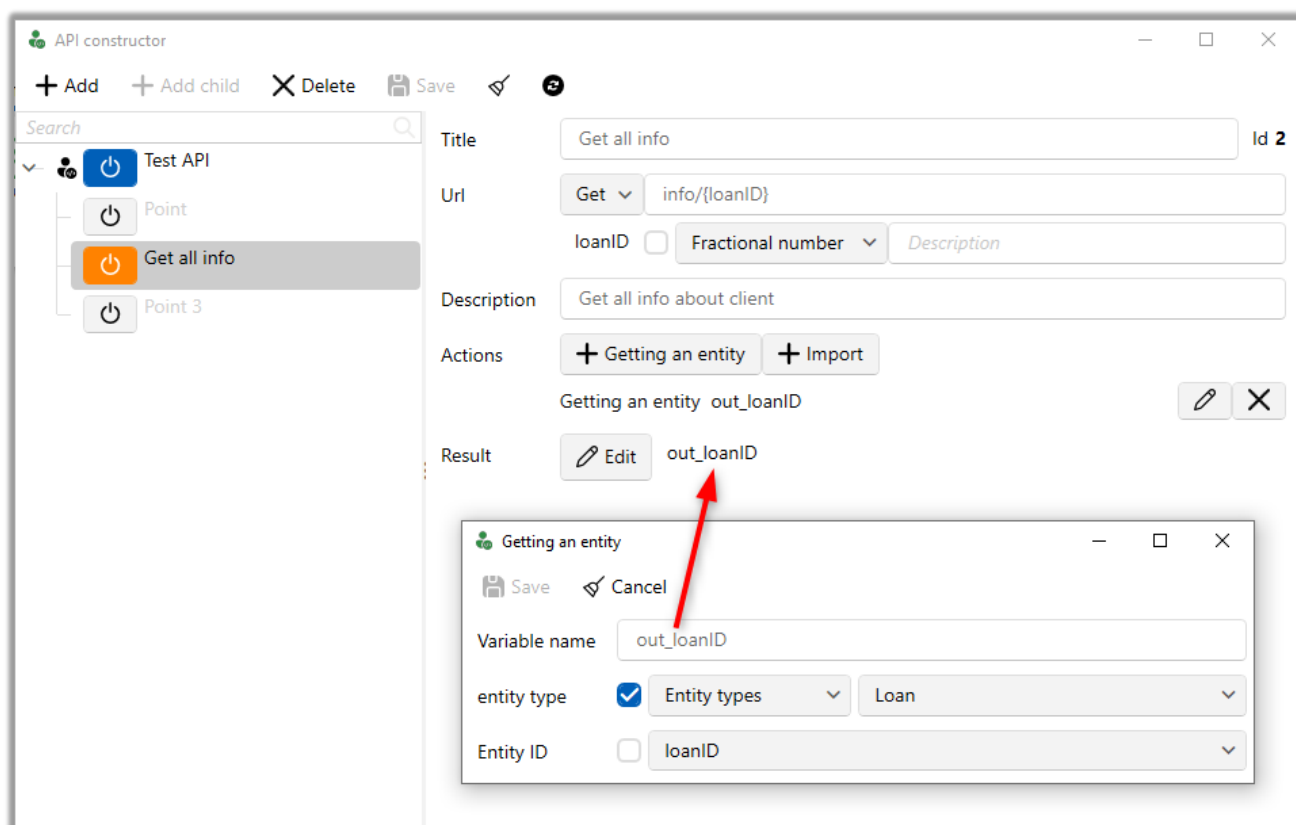 API constructor
Add Add child Delete Save
Search
Test API
Point
Get all info
Point 3
Title Get all info Id 2
Url Get info/{loanID}
loanID Fractional number Description
Description Get all info about client
Actions Getting an entity Import
Getting an entity out_loanID
Result Edit out_loanID
Getting an entity
Save Cancel
Variable name out_loanID
entity type Entity types Loan
Entity ID loanID